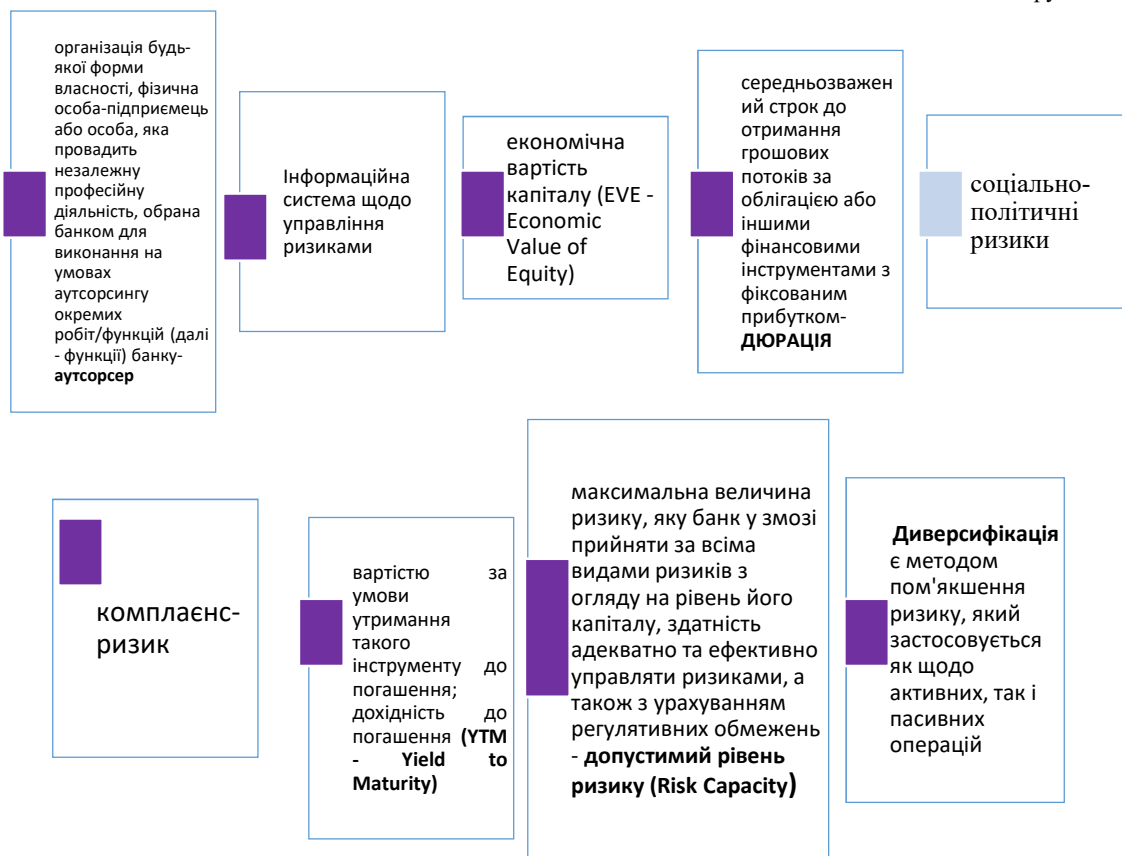 організація будь-
якої форми
власності, фізична
особа-підприємець
або особа, яка
провадить
незалежну
професійну
діяльність, обрана
банком для
виконання на
умовах
аутсорсингу
окремих
робіт/функцій (далі
- функції) банку-
аутсорсер
Інформаційна
система щодо
управління
ризиками
економічна
вартість
капіталу (EVE -
Economic
Value of
Equity)
середньозважен
ий строк до
отримання
грошових
потоків за
облігацією або
іншими
фінансовими
інструментами з
фіксованим
прибутком-
ДЮРАЦІЯ
соціально-
політичні
ризики
комплаєнс-
ризик
вартістю за
умови
утримання
такого
інструменту до
погашення;
дохідність до
погашення (YTM
- Yield to
Maturity)
максимальна величина
ризику, яку банк у змозі
прийняти за всіма
видами ризиків з
огляду на рівень його
капіталу, здатність
адекватно та ефективно
управляти ризиками, а
також з урахуванням
регулятивних обмежень
- допустимий рівень
ризику (Risk Capacity)
Диверсифікація
є методом
пом'якшення
ризику, який
застосовується
як щодо
активних, так і
пасивних
операцій